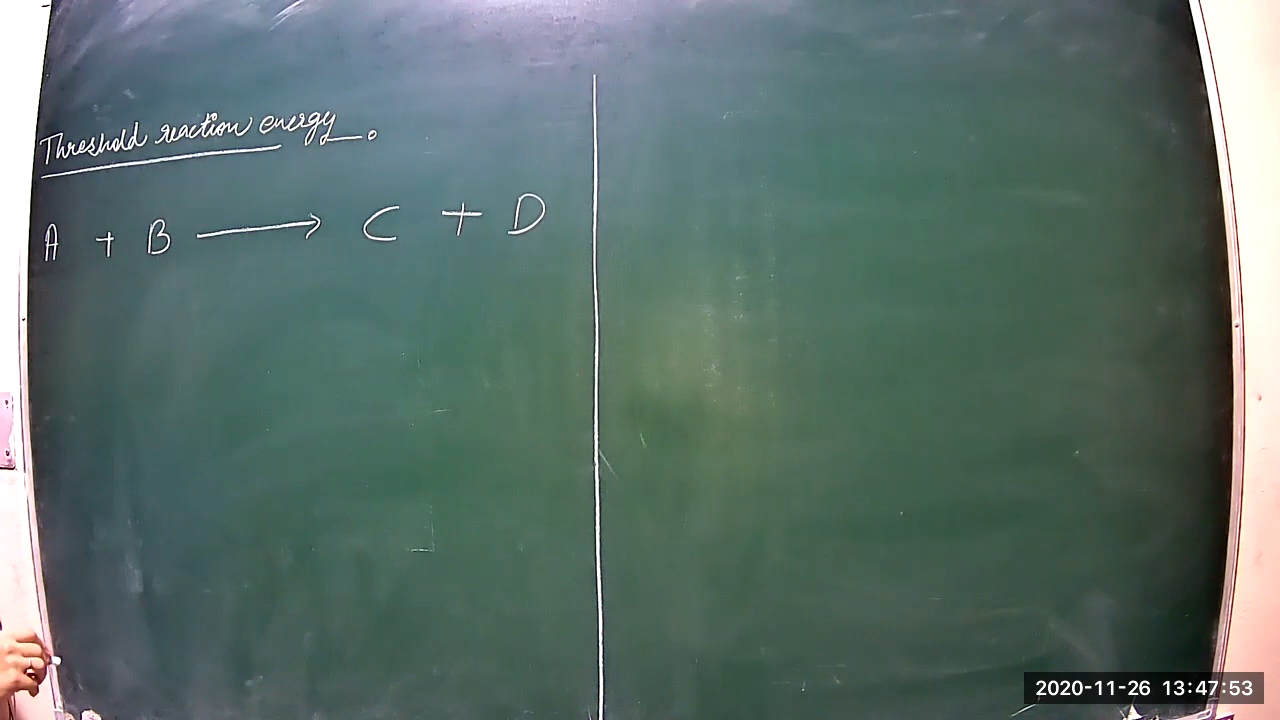 Threshold reaction energy.
A + B ⟶ C + D
2020-11-26 13:47:53